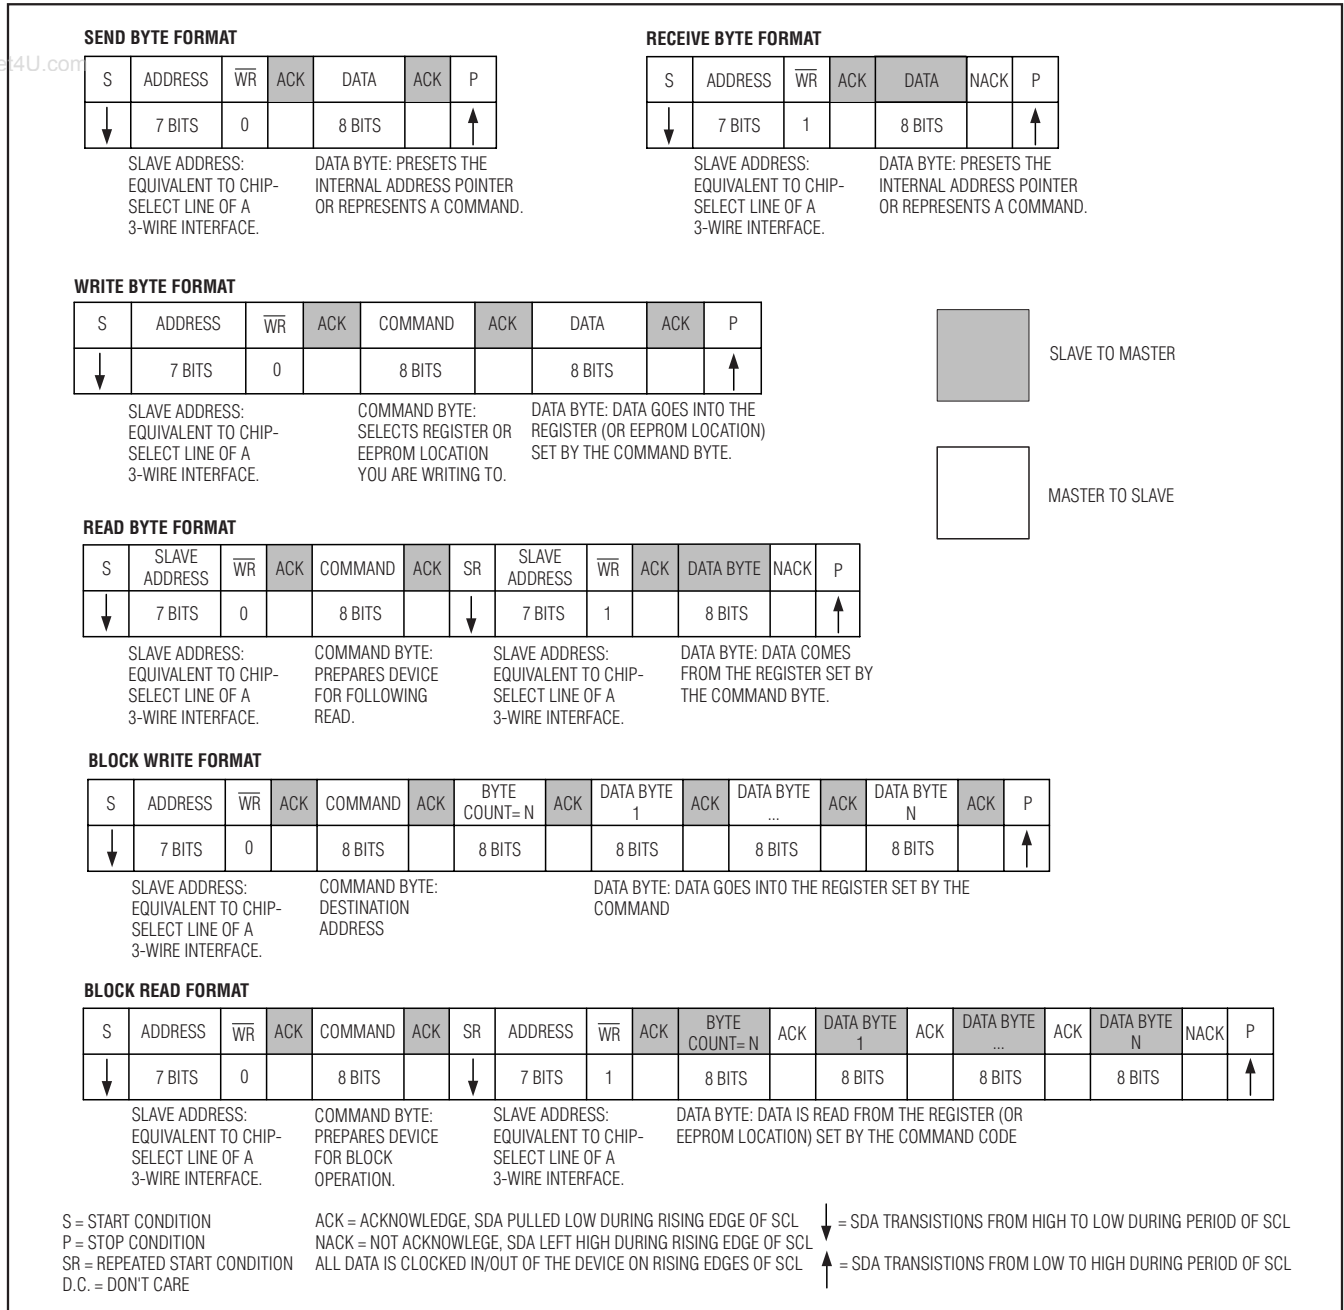 et4U.com
SEND BYTE FORMAT
S ADDRESS WR ACK DATA ACK P
7 BITS 0 8 BITS
SLAVE ADDRESS:
EQUIVALENT TO CHIP-
SELECT LINE OF A
3-WIRE INTERFACE.
DATA BYTE: PRESETS THE
INTERNAL ADDRESS POINTER
OR REPRESENTS A COMMAND.
RECEIVE BYTE FORMAT
S ADDRESS WR ACK DATA NACK P
7 BITS 1 8 BITS
SLAVE ADDRESS:
EQUIVALENT TO CHIP-
SELECT LINE OF A
3-WIRE INTERFACE.
DATA BYTE: PRESETS THE
INTERNAL ADDRESS POINTER
OR REPRESENTS A COMMAND.
WRITE BYTE FORMAT
S ADDRESS WR ACK COMMAND ACK DATA ACK P
7 BITS 0 8 BITS 8 BITS
SLAVE ADDRESS:
EQUIVALENT TO CHIP-
SELECT LINE OF A
3-WIRE INTERFACE.
COMMAND BYTE:
SELECTS REGISTER OR
EEPROM LOCATION
YOU ARE WRITING TO.
DATA BYTE: DATA GOES INTO THE
REGISTER (OR EEPROM LOCATION)
SET BY THE COMMAND BYTE.
SLAVE TO MASTER
MASTER TO SLAVE
READ BYTE FORMAT
S SLAVE ADDRESS WR ACK COMMAND ACK SR SLAVE ADDRESS WR ACK DATA BYTE NACK P
7 BITS 0 8 BITS 7 BITS 1 8 BITS
SLAVE ADDRESS:
EQUIVALENT TO CHIP-
SELECT LINE OF A
3-WIRE INTERFACE.
COMMAND BYTE:
PREPARES DEVICE
FOR FOLLOWING
READ.
SLAVE ADDRESS:
EQUIVALENT TO CHIP-
SELECT LINE OF A
3-WIRE INTERFACE.
DATA BYTE: DATA COMES
FROM THE REGISTER SET BY
THE COMMAND BYTE.
BLOCK WRITE FORMAT
S ADDRESS WR ACK COMMAND ACK BYTE COUNT= N ACK DATA BYTE 1 ACK DATA BYTE ... ACK DATA BYTE N ACK P
7 BITS 0 8 BITS 8 BITS 8 BITS 8 BITS 8 BITS
SLAVE ADDRESS:
EQUIVALENT TO CHIP-
SELECT LINE OF A
3-WIRE INTERFACE.
COMMAND BYTE:
DESTINATION
ADDRESS
DATA BYTE: DATA GOES INTO THE REGISTER SET BY THE
COMMAND
BLOCK READ FORMAT
S ADDRESS WR ACK COMMAND ACK SR ADDRESS WR ACK BYTE COUNT= N ACK DATA BYTE 1 ACK DATA BYTE ... ACK DATA BYTE N NACK P
7 BITS 0 8 BITS 7 BITS 1 8 BITS 8 BITS 8 BITS 8 BITS
SLAVE ADDRESS:
EQUIVALENT TO CHIP-
SELECT LINE OF A
3-WIRE INTERFACE.
COMMAND BYTE:
PREPARES DEVICE
FOR BLOCK
OPERATION.
SLAVE ADDRESS:
EQUIVALENT TO CHIP-
SELECT LINE OF A
3-WIRE INTERFACE.
DATA BYTE: DATA IS READ FROM THE REGISTER (OR
EEPROM LOCATION) SET BY THE COMMAND CODE
S = START CONDITION
P = STOP CONDITION
SR = REPEATED START CONDITION
D.C. = DON'T CARE
ACK = ACKNOWLEDGE, SDA PULLED LOW DURING RISING EDGE OF SCL
NACK = NOT ACKNOWLEGE, SDA LEFT HIGH DURING RISING EDGE OF SCL
ALL DATA IS CLOCKED IN/OUT OF THE DEVICE ON RISING EDGES OF SCL
= SDA TRANSISTIONS FROM HIGH TO LOW DURING PERIOD OF SCL
= SDA TRANSISTIONS FROM LOW TO HIGH DURING PERIOD OF SCL